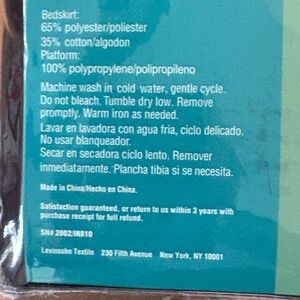 Bedskirt:
65% polyester/poliester
35% cotton/algodon
Platform:
100% polypropylene/polipropileno
Machine wash in cold water, gentle cycle.
Do not bleach. Tumble dry low. Remove
promptly. Warm iron as needed.
Lavar en lavadora con agua fria, ciclo delicado.
No usar blanqueador.
Secar en secadora ciclo lento. Remover
inmediatamente. Plancha tibia si se necesita.
Made in China/Hecho en China.
Satisfaction guaranteed, or return to us within 3 years with
purchase receipt for full refund.
SN# 2002/IN810
Levinsohn Textile 230 Fifth Avenue New York, NY 10001